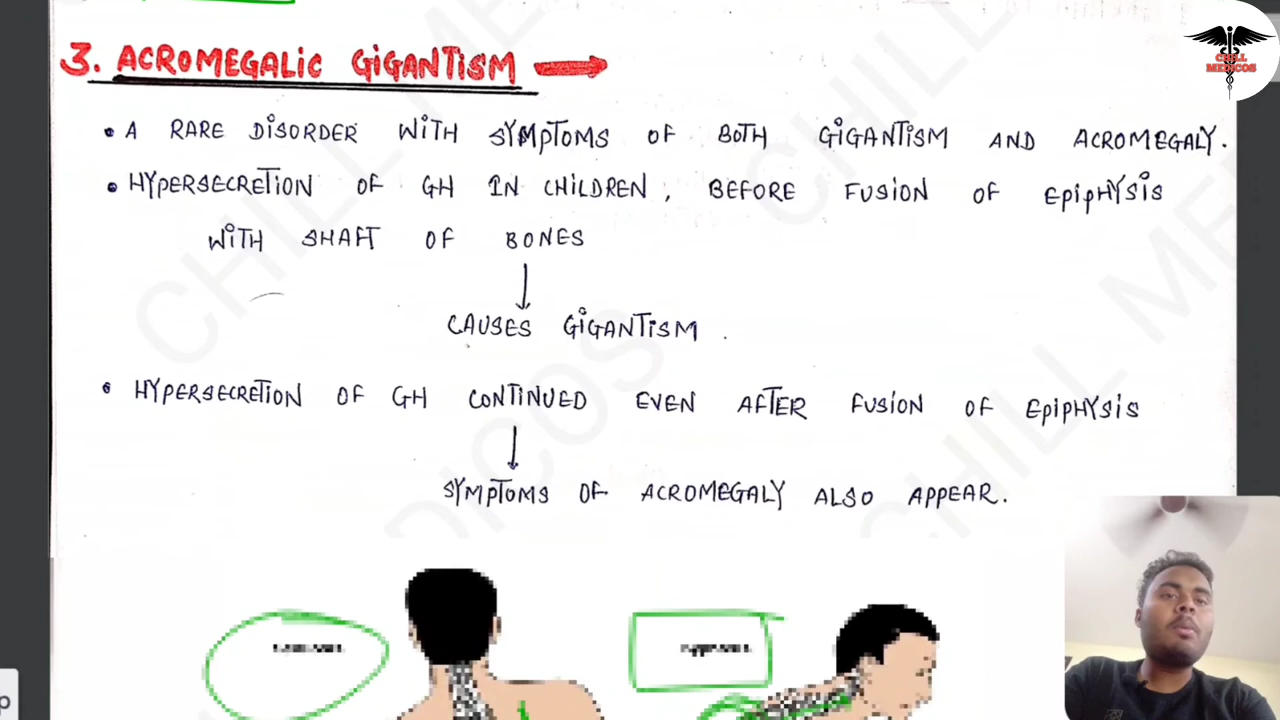 CHILL
MEDICOS
3. ACROMEGALIC GIGANTISM
• A RARE DISORDER WITH SYMPTOMS OF BOTH GIGANTISM AND ACROMEGALY.
• HYPERSECRETION OF GH IN CHILDREN, BEFORE FUSION OF EPIPHYSIS
WITH SHAFT OF BONES
CAUSES GIGANTISM.
• HYPERSECRETION OF GH CONTINUED EVEN AFTER FUSION OF EPIPHYSIS
SYMPTOMS OF ACROMEGALY ALSO APPEAR.